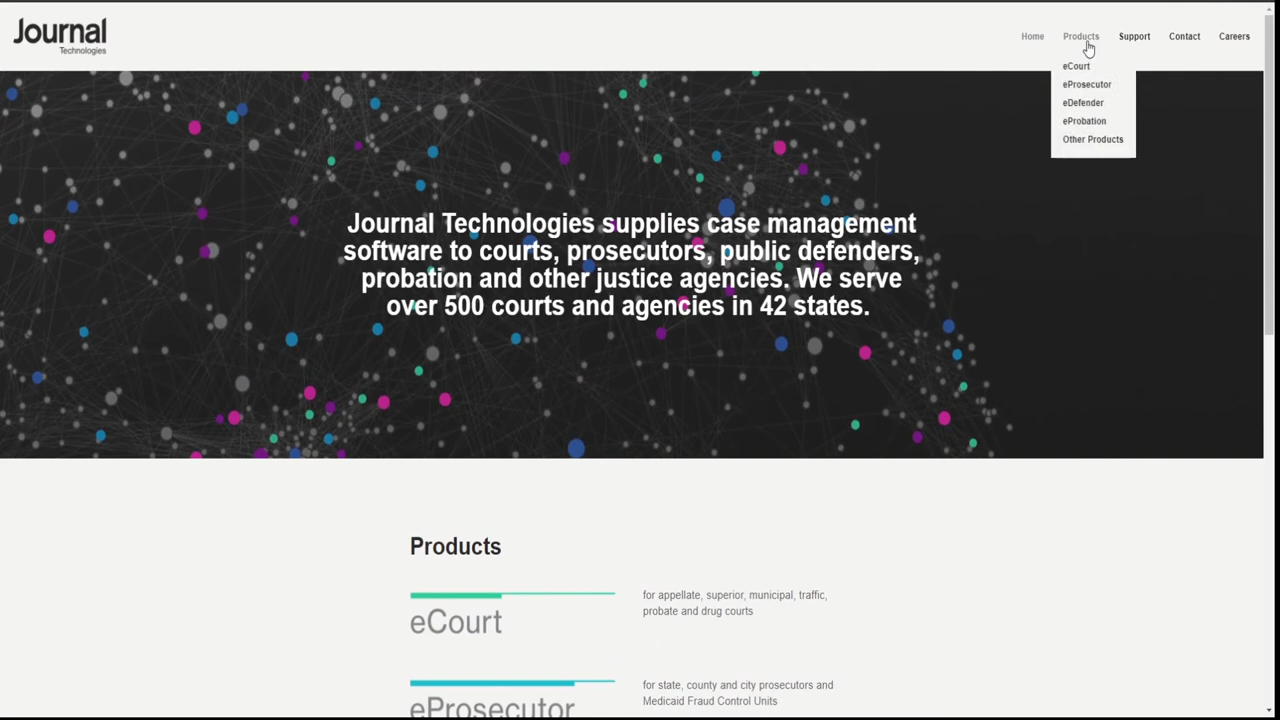 Journal
Technologies
Home Products Support Contact Careers
eCourt
eProsecutor
eDefender
eProbation
Other Products
Journal Technologies supplies case management
software to courts, prosecutors, public defenders,
probation and other justice agencies. We serve
over 500 courts and agencies in 42 states.
Products
eCourt
for appellate, superior, municipal, traffic,
probate and drug courts
eProsecutor
for state, county and city prosecutors and
Medicaid Fraud Control Units